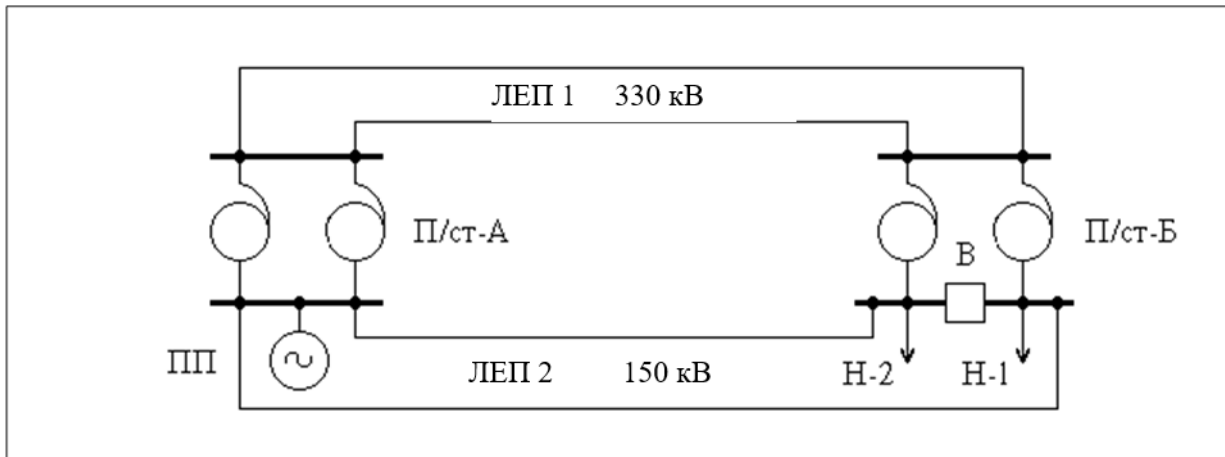 ЛЕП 1 330 кВ
П/ст-А
П/ст-Б
В
ПП
ЛЕП 2 150 кВ
Н-2
Н-1